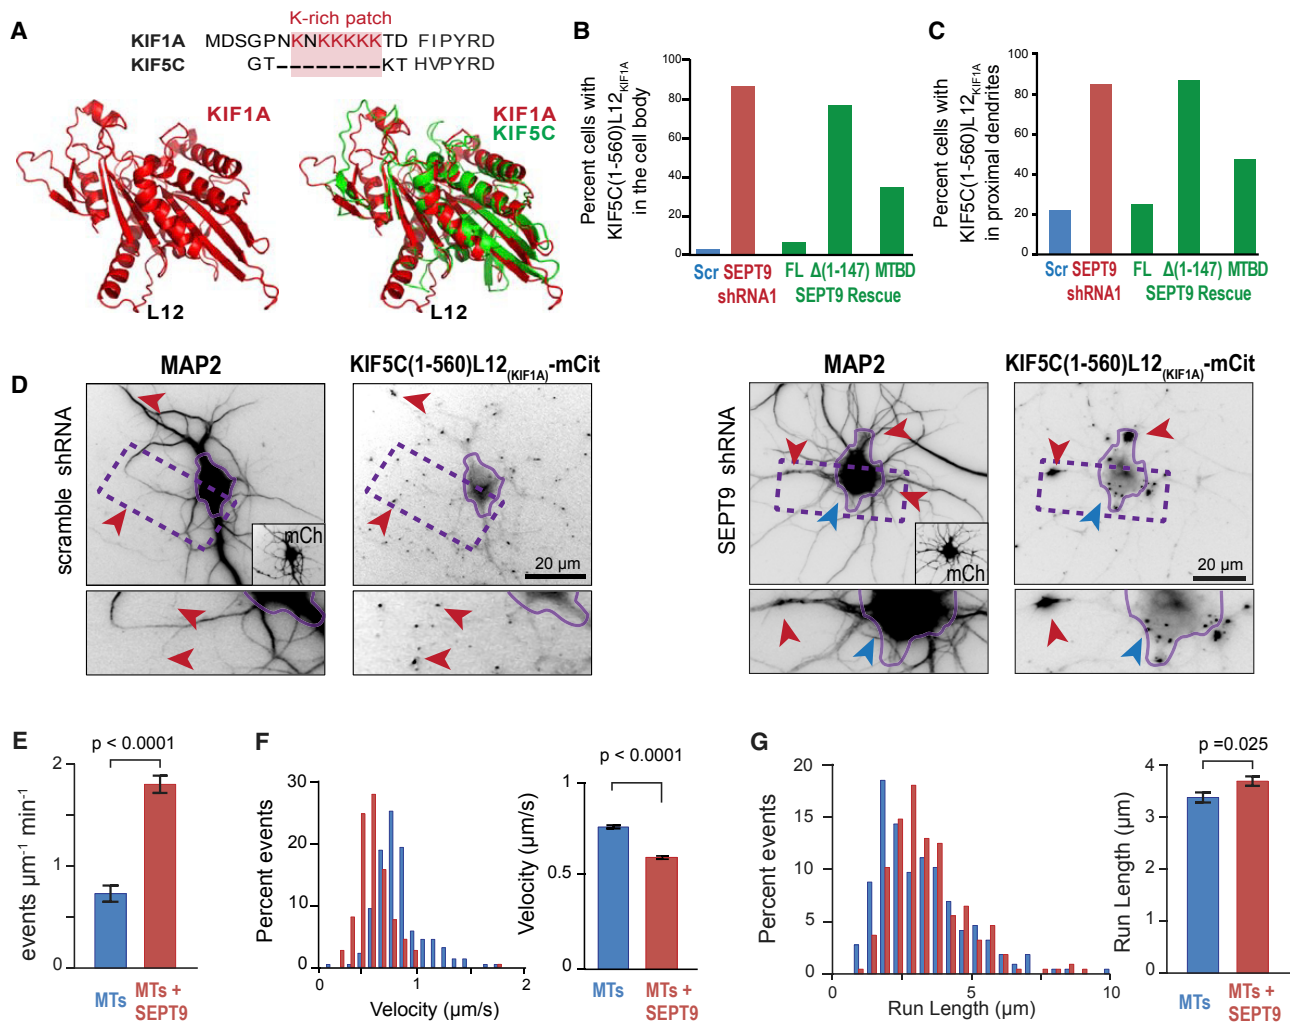 A
K-rich patch
KIF1A MDSGPNKNKKKKKTD FIPYRD
KIF5C GT--------KT HVPYRD
KIF1A
L12
KIF1A
KIF5C
L12
B
Percent cells with
KIF5C(1-560)L12KIF1A
in the cell body
100
80
60
40
20
0
Scr SEPT9
shRNA1
FL Δ(1-147) MTBD
SEPT9 Rescue
C
Percent cells with
KIF5C(1-560)L12KIF1A
in proximal dendrites
100
80
60
40
20
0
Scr SEPT9
shRNA1
FL Δ(1-147) MTBD
SEPT9 Rescue
D
MAP2
KIF5C(1-560)L12(KIF1A)-mCit
scramble shRNA
mCh
20 μm
MAP2
KIF5C(1-560)L12(KIF1A)-mCit
SEPT9 shRNA
mCh
20 μm
E
p < 0.0001
events μm-1 min-1
2
1
0
MTs
MTs +
SEPT9
F
Percent events
30
20
10
0
0 1 2
Velocity (μm/s)
p < 0.0001
Velocity (μm/s)
1
0.5
0
MTs
MTs +
SEPT9
G
Percent events
20
15
10
5
0
0 5 10
Run Length (μm)
p =0.025
Run Length (μm)
4
3
2
1
0
MTs
MTs +
SEPT9